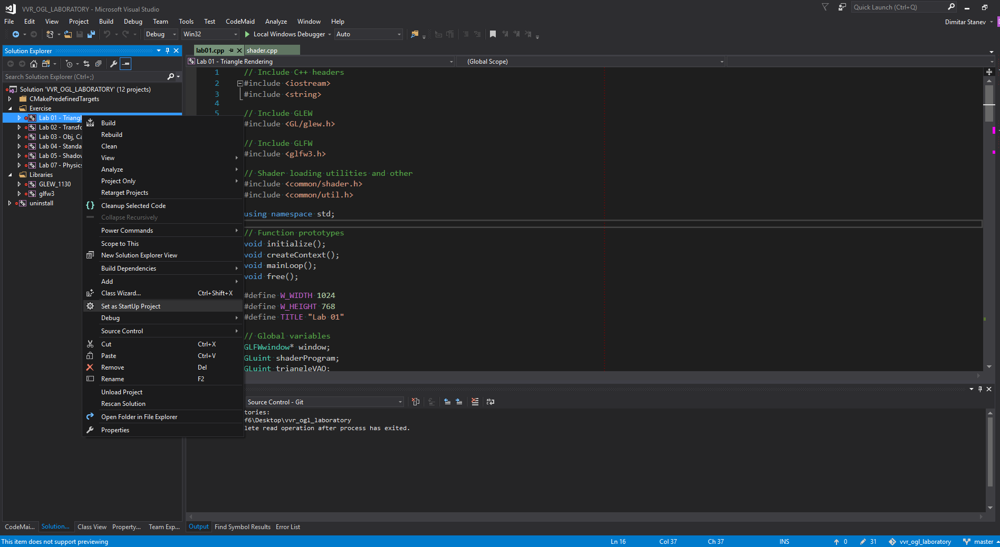 VVR_OGL_LABORATORY - Microsoft Visual Studio
Quick Launch (Ctrl+Q)
File Edit View Project Build Debug Team Tools Test CodeMaid Analyze Window Help
Dimitar Stanev
Debug Win32 Local Windows Debugger Auto
Solution Explorer
Search Solution Explorer (Ctrl+;)
Solution 'VVR_OGL_LABORATORY' (12 projects)
CMakePredefinedTargets
Exercise
Lab 01 - Triangl
Lab 02 - Transfo
Lab 03 - Obj, Ca
Lab 04 - Standa
Lab 05 - Shadov
Lab 07 - Physics
Libraries
GLEW_1130
glfw3
uninstall
Build
Rebuild
Clean
View
Analyze
Project Only
Retarget Projects
Cleanup Selected Code
Collapse Recursively
Power Commands
Scope to This
New Solution Explorer View
Build Dependencies
Add
Class Wizard... Ctrl+Shift+X
Set as StartUp Project
Debug
Source Control
Cut Ctrl+X
Paste Ctrl+V
Remove Del
Rename F2
Unload Project
Rescan Solution
Open Folder in File Explorer
Properties
lab01.cpp shader.cpp
Lab 01 - Triangle Rendering (Global Scope)
1 // Include C++ headers
2 #include <iostream>
3 #include <string>
4
5 // Include GLEW
#include <GL/glew.h>
// Include GLFW
#include <glfw3.h>
// Shader loading utilities and other
#include <common/shader.h>
#include <common/util.h>
using namespace std;
// Function prototypes
void initialize();
void createContext();
void mainLoop();
void free();
#define W_WIDTH 1024
#define W_HEIGHT 768
#define TITLE "Lab 01"
// Global variables
GLFWwindow* window;
GLuint shaderProgram;
GLuint triangleVAO;
Source Control - Git
tories:
f6\Desktop\vvr_ogl_laboratory
lete read operation after process has exited.
CodeMai... Solution... Class View Property... Team Exp...
Output Find Symbol Results Error List
This item does not support previewing Ln 16 Col 37 Ch 37 INS 0 31 vvr_ogl_laboratory master